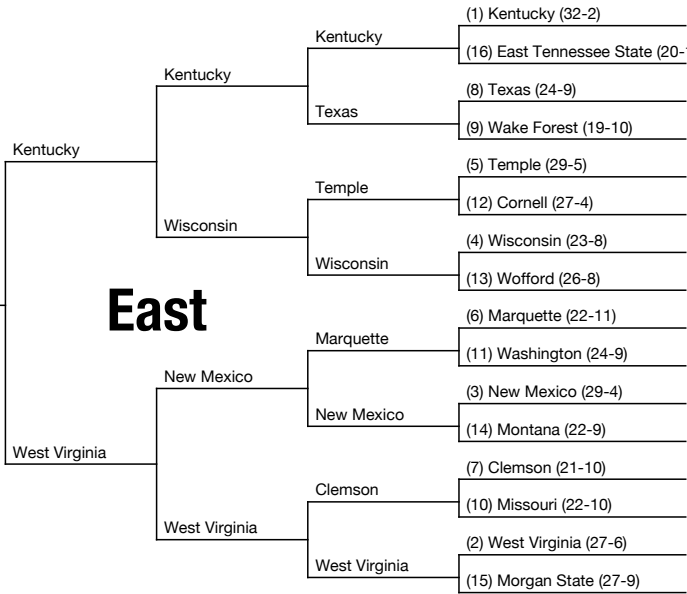 (1) Kentucky (32-2)
Kentucky
(16) East Tennessee State (20-
Kentucky
(8) Texas (24-9)
Texas
(9) Wake Forest (19-10)
Kentucky
(5) Temple (29-5)
Temple
(12) Cornell (27-4)
Wisconsin
(4) Wisconsin (23-8)
Wisconsin
(13) Wofford (26-8)
East
(6) Marquette (22-11)
Marquette
(11) Washington (24-9)
New Mexico
(3) New Mexico (29-4)
New Mexico
(14) Montana (22-9)
West Virginia
(7) Clemson (21-10)
Clemson
(10) Missouri (22-10)
West Virginia
(2) West Virginia (27-6)
West Virginia
(15) Morgan State (27-9)